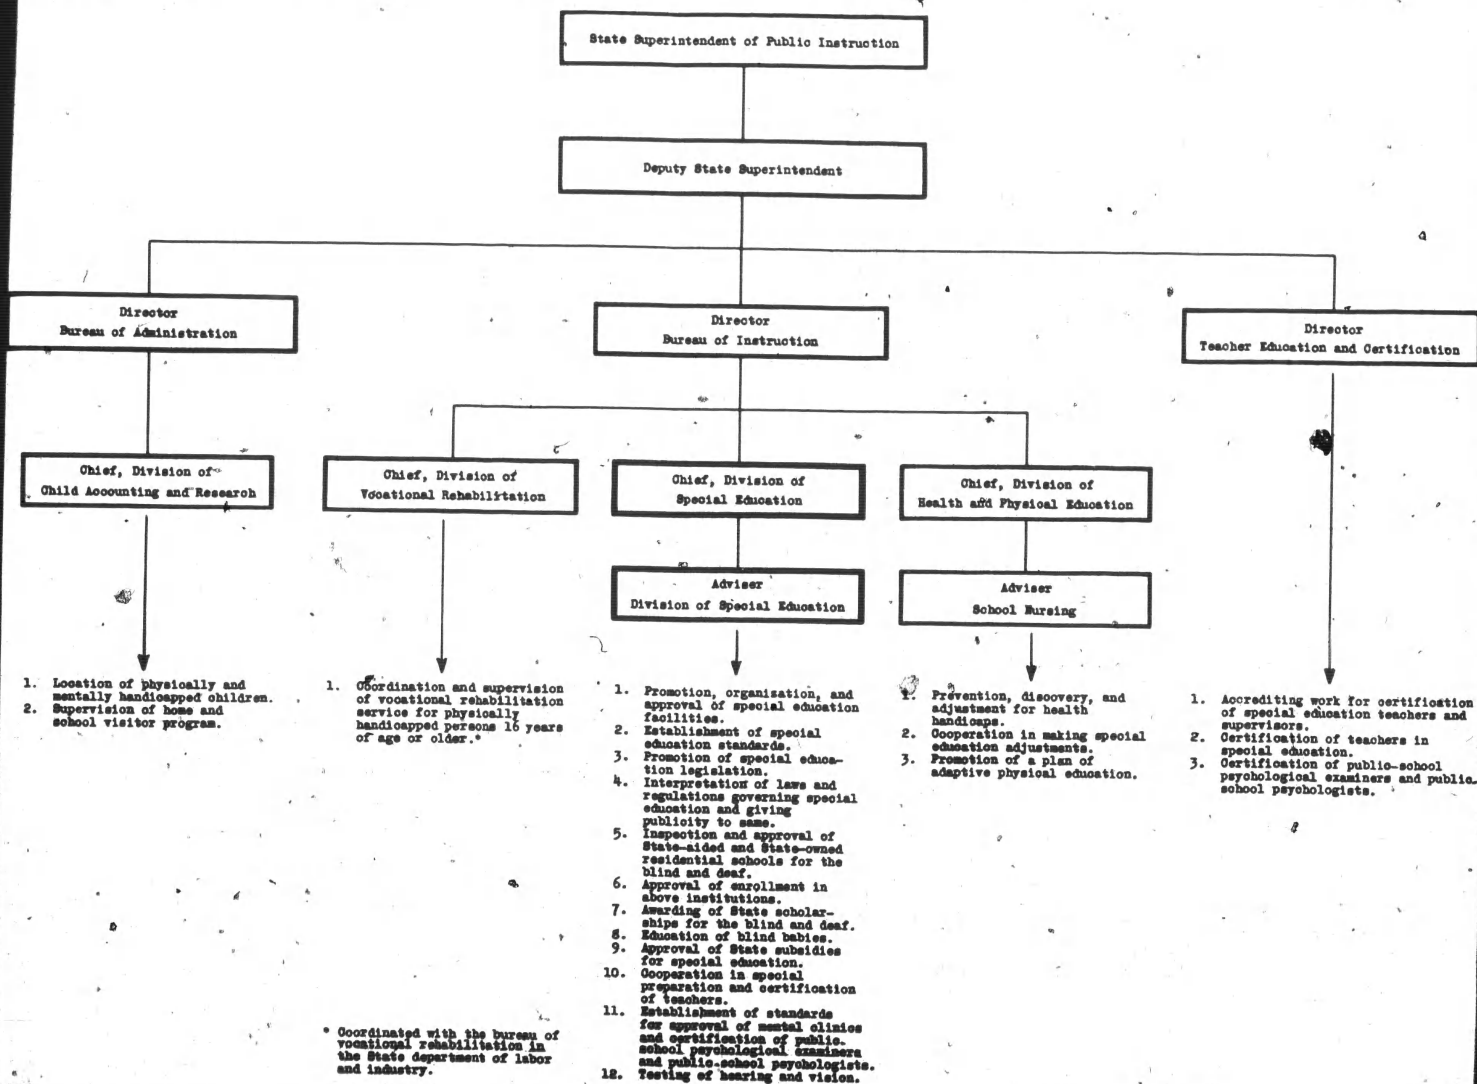 State Superintendent of Public Instruction
Deputy State Superintendent
Director
Bureau of Administration
Director
Bureau of Instruction
Director
Teacher Education and Certification
Chief, Division of
Child Accounting and Research
Chief, Division of
Vocational Rehabilitation
Chief, Division of
Special Education
Chief, Division of
Health and Physical Education
Adviser
Division of Special Education
Adviser
School Nursing
1. Location of physically and
mentally handicapped children.
2. Supervision of home and
school visitor program.
1. Coordination and supervision
of vocational rehabilitation
service for physically
handicapped persons 16 years
of age or older.*
1. Promotion, organization, and
approval of special education
facilities.
2. Establishment of special
education standards.
3. Promotion of special educa-
tion legislation.
4. Interpretation of laws and
regulations governing special
education and giving
publicity to same.
5. Inspection and approval of
State-aided and State-owned
residential schools for the
blind and deaf.
6. Approval of enrollment in
above institutions.
7. Awarding of State scholar-
ships for the blind and deaf.
8. Education of blind babies.
9. Approval of State subsidies
for special education.
10. Cooperation in special
preparation and certification
of teachers.
11. Establishment of standards
for approval of mental clinics
and certification of public-
school psychological examiners
and public-school psychologists.
12. Testing of hearing and vision.
1. Prevention, discovery, and
adjustment for health
handicaps.
2. Cooperation in making special
education adjustments.
3. Promotion of a plan of
adaptive physical education.
1. Accrediting work for certification
of special education teachers and
supervisors.
2. Certification of teachers in
special education.
3. Certification of public-school
psychological examiners and public-
school psychologists.
* Coordinated with the bureau of
vocational rehabilitation in
the State department of labor
and industry.